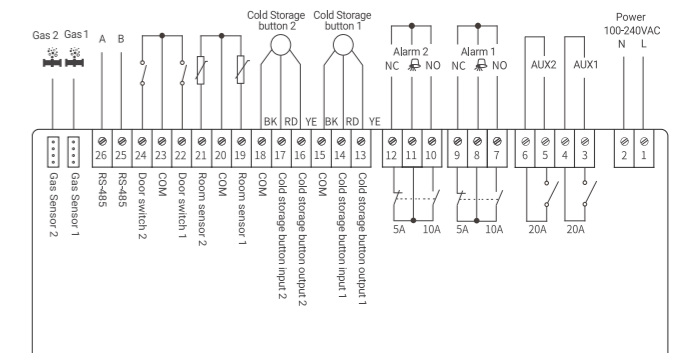 Cold Storage button 2
Cold Storage button 1
Power
100-240VAC
N L
Gas 2 Gas 1 A B
Alarm 2
NC NO
Alarm 1
NC NO
AUX2
AUX1
BK RD YE BK RD YE
26 25 24 23 22 21 20 19 18 17 16 15 14 13 12 11 10 9 8 7 6 5 4 3 2 1
Gas Sensor 2
Gas Sensor 1
RS-485
RS-485
Door switch 2
COM
Door switch 1
Room sensor 2
COM
Room sensor 1
COM
Cold storage button input 2
Cold storage button output 2
COM
Cold storage button input 1
Cold storage button output 1
5A 10A 5A 10A 20A 20A